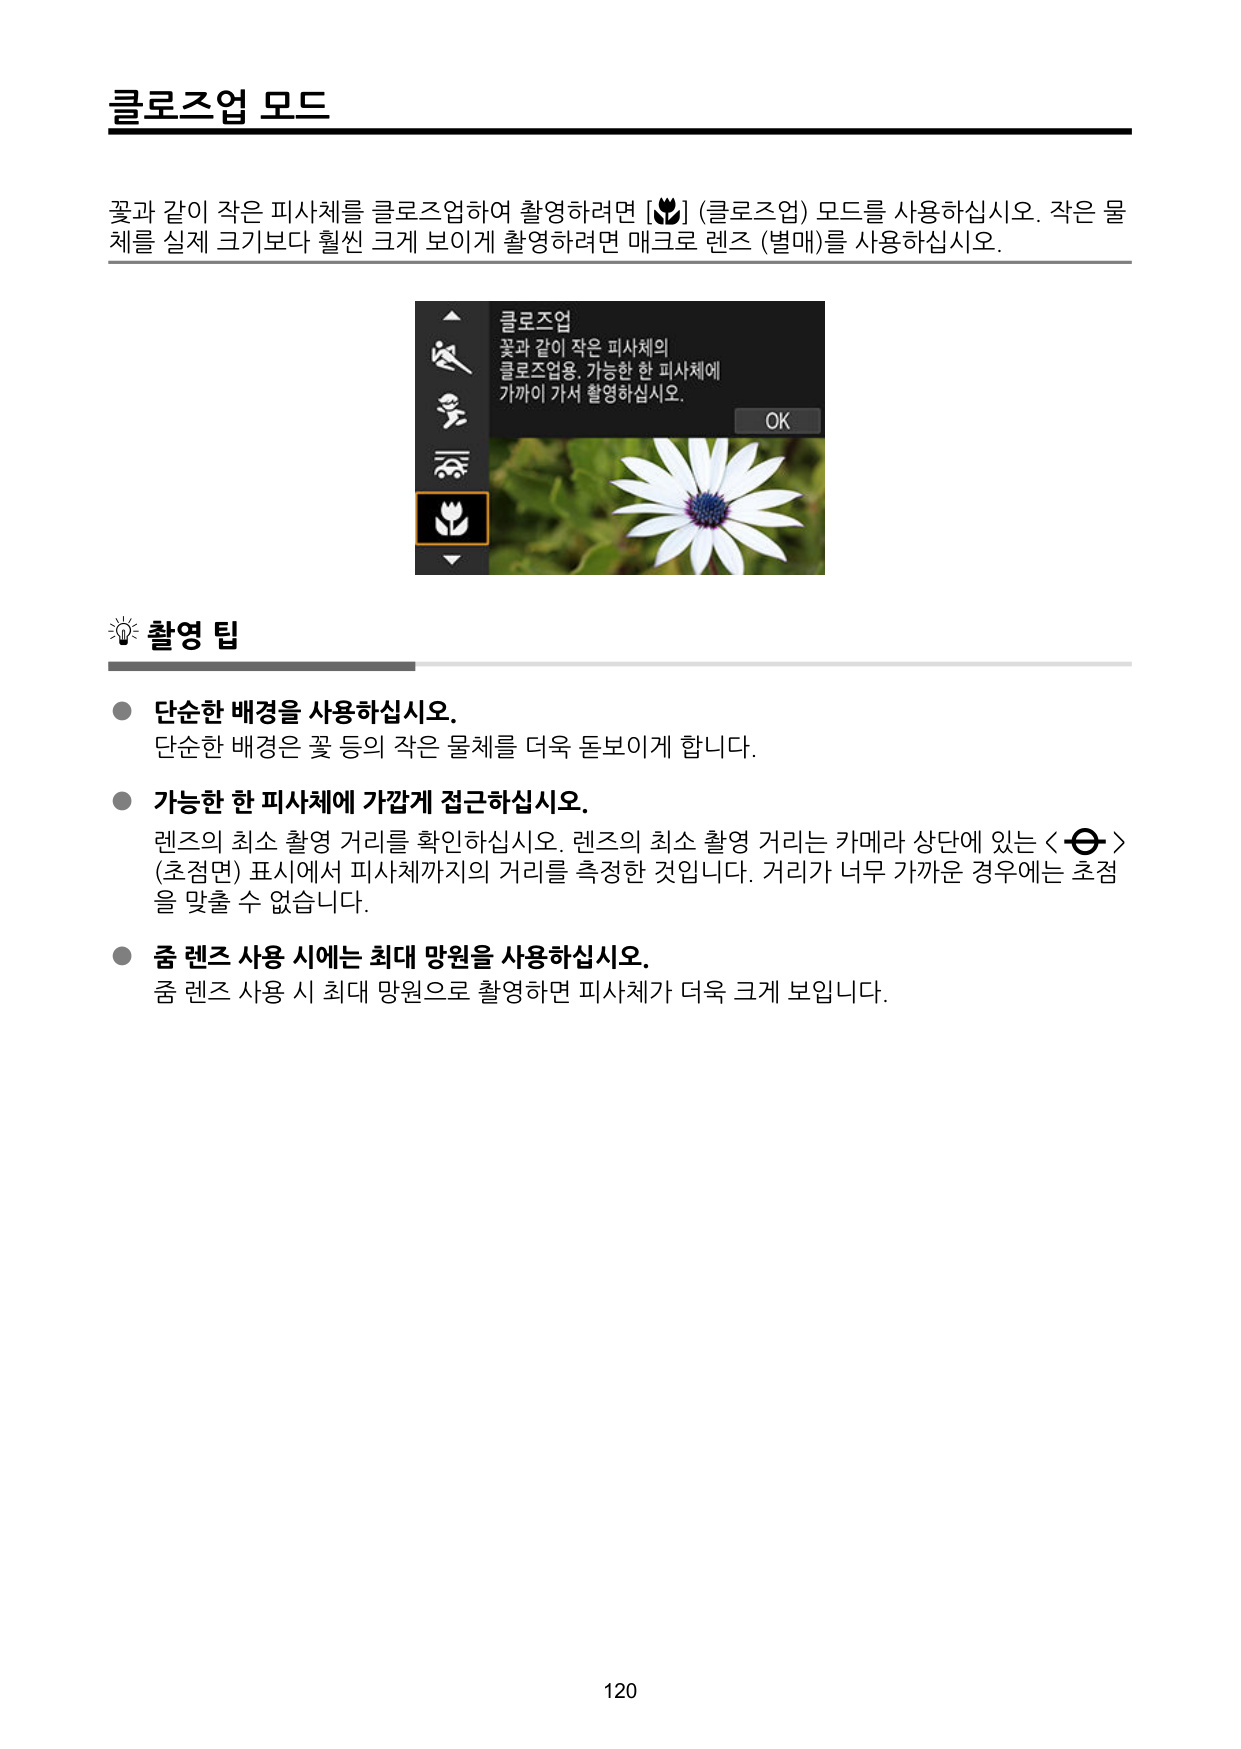 클로즈업 모드
꽃과 같이 작은 피사체를 클로즈업하여 촬영하려면 [] (클로즈업) 모드를 사용하십시오. 작은 물
체를 실제 크기보다 훨씬 크게 보이게 촬영하려면 매크로 렌즈 (별매)를 사용하십시오.
클로즈업
꽃과 같이 작은 피사체의
클로즈업용. 가능한 한 피사체에
가까이 가서 촬영하십시오.
OK
촬영 팁
● 단순한 배경을 사용하십시오.
단순한 배경은 꽃 등의 작은 물체를 더욱 돋보이게 합니다.
● 가능한 한 피사체에 가깝게 접근하십시오.
렌즈의 최소 촬영 거리를 확인하십시오. 렌즈의 최소 촬영 거리는 카메라 상단에 있는 < >
(초점면) 표시에서 피사체까지의 거리를 측정한 것입니다. 거리가 너무 가까운 경우에는 초점
을 맞출 수 없습니다.
● 줌 렌즈 사용 시에는 최대 망원을 사용하십시오.
줌 렌즈 사용 시 최대 망원으로 촬영하면 피사체가 더욱 크게 보입니다.
120